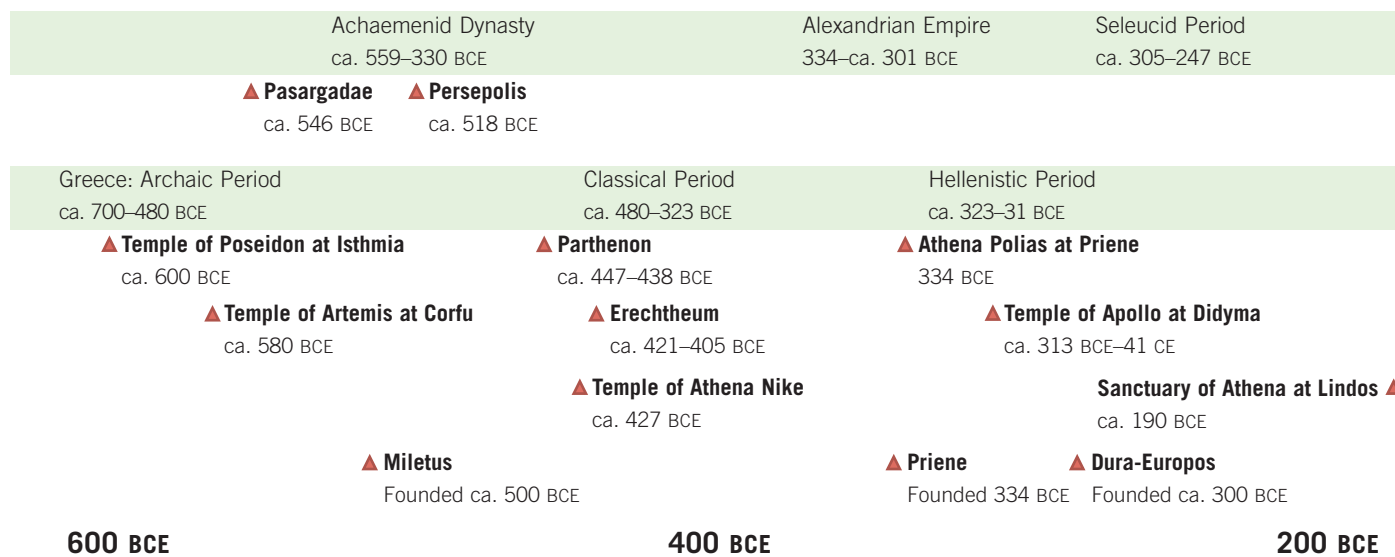 Achaemenid Dynasty Alexandrian Empire Seleucid Period
ca. 559–330 BCE 334–ca. 301 BCE ca. 305–247 BCE
Pasargadae Persepolis
ca. 546 BCE ca. 518 BCE
Greece: Archaic Period Classical Period Hellenistic Period
ca. 700–480 BCE ca. 480–323 BCE ca. 323–31 BCE
Temple of Poseidon at Isthmia Parthenon Athena Polias at Priene
ca. 600 BCE ca. 447–438 BCE 334 BCE
Temple of Artemis at Corfu Erechtheum Temple of Apollo at Didyma
ca. 580 BCE ca. 421–405 BCE ca. 313 BCE–41 CE
Temple of Athena Nike Sanctuary of Athena at Lindos
ca. 427 BCE ca. 190 BCE
Miletus Priene Dura-Europos
Founded ca. 500 BCE Founded 334 BCE Founded ca. 300 BCE
600 BCE 400 BCE 200 BCE